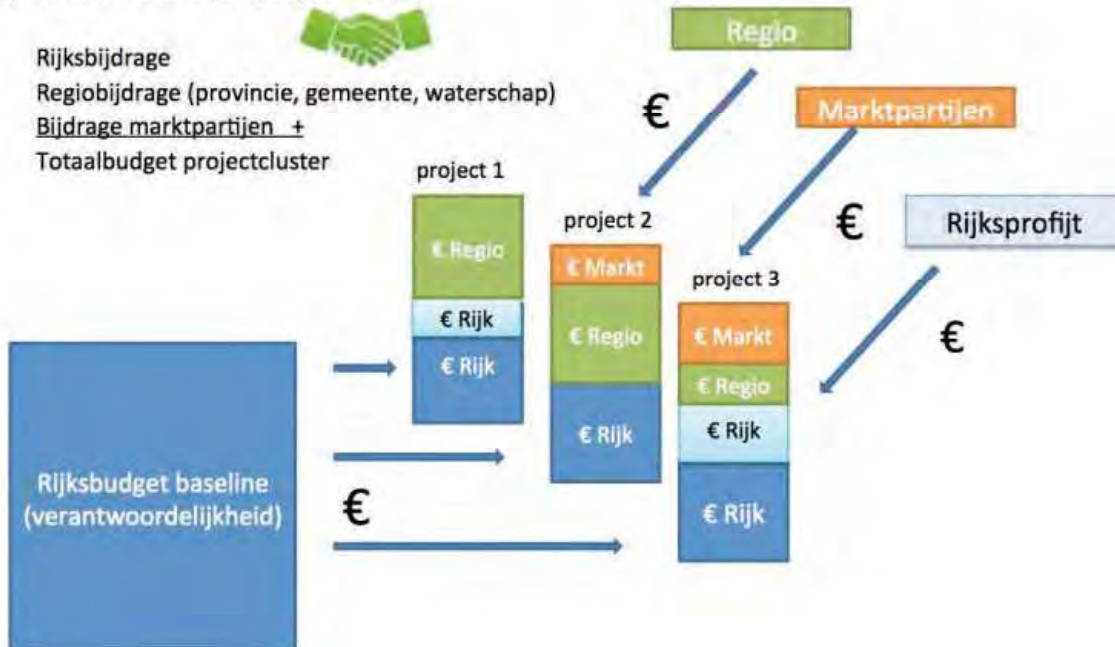 Rijksbijdrage
Regiobijdrage (provincie, gemeente, waterschap)
Bijdrage marktpartijen +
Totaalbudget projectcluster
Regio
€
Marktpartijen
€
Rijksprofijt
€
project 1
€ Regio
€ Rijk
€ Rijk
project 2
€ Markt
€ Regio
€ Rijk
project 3
€ Markt
€ Regio
€ Rijk
€ Rijk
Rijksbudget baseline
(verantwoordelijkheid)
€